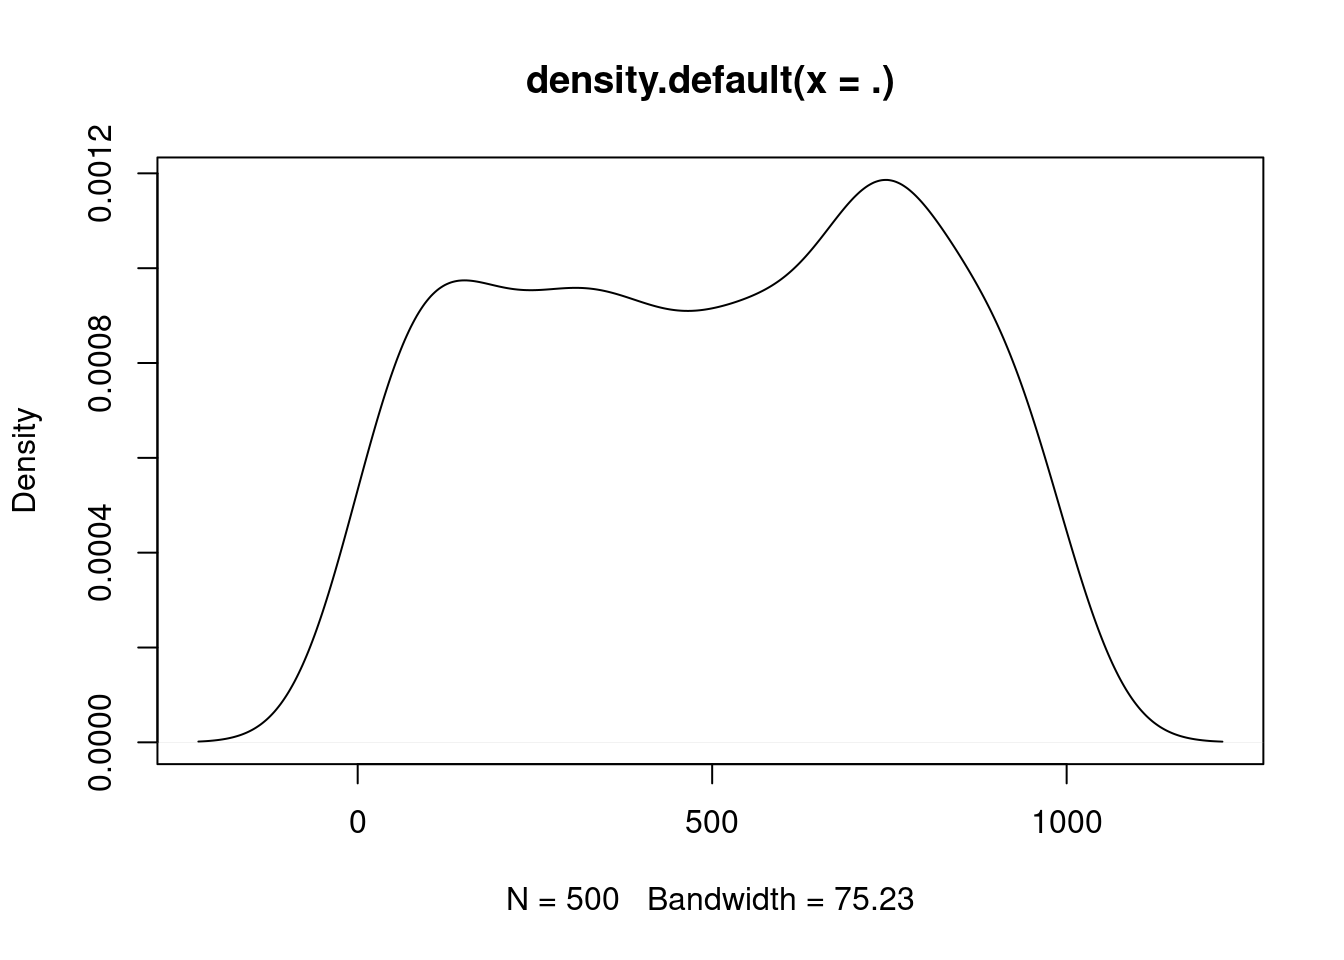 density.default(x = .)
Density
0.0012
0.0008
0.0004
0.0000
0 500 1000
N = 500 Bandwidth = 75.23